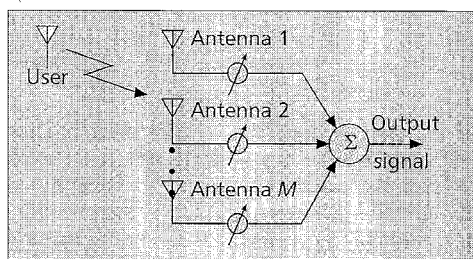 Antenna 1
User
Antenna 2
Output
Σ
signal
Antenna M